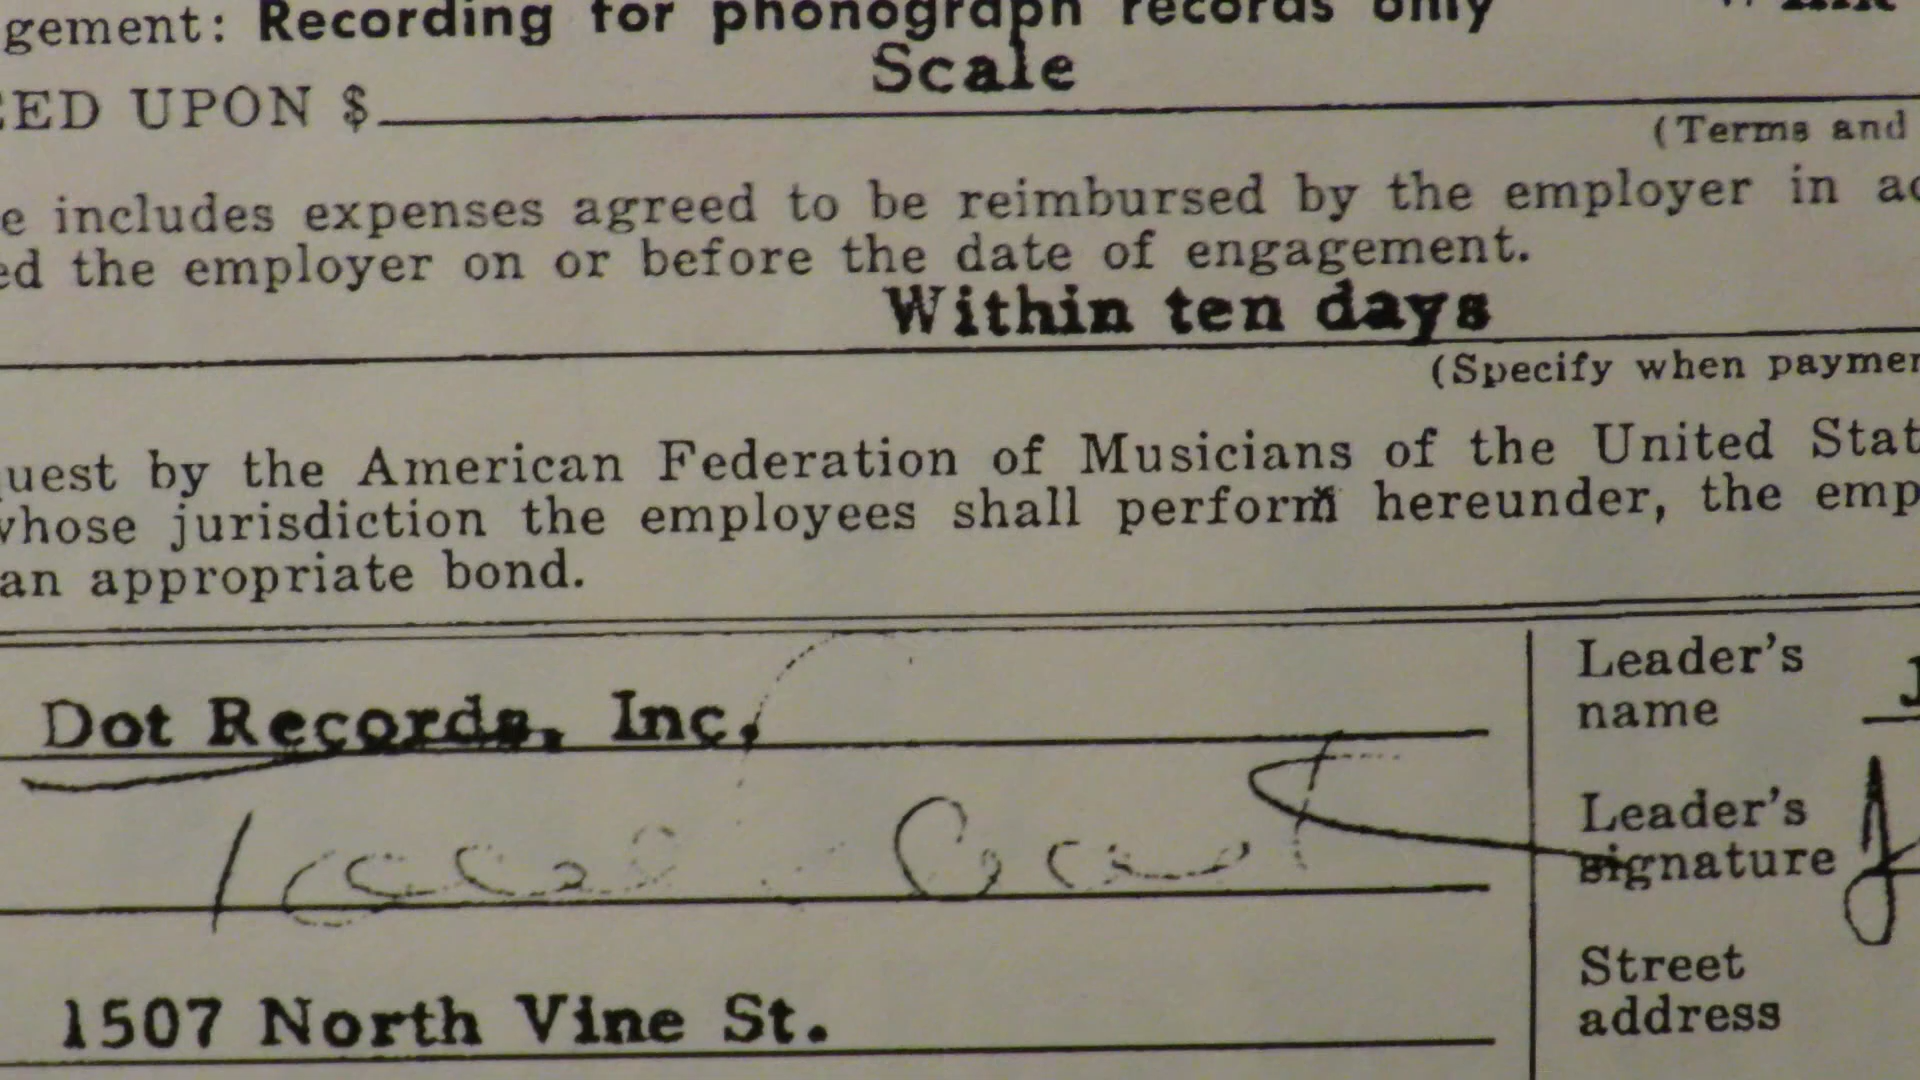 gement: Recording for phonograph records only
Scale
EED UPON $
(Terms and
e includes expenses agreed to be reimbursed by the employer in ac
ed the employer on or before the date of engagement.
Within ten days
(Specify when paymen
quest by the American Federation of Musicians of the United Stat
whose jurisdiction the employees shall perform hereunder, the emp
an appropriate bond.
Dot Records, Inc.
Leader's
name J
Leader's
signature
1507 North Vine St.
Street
address